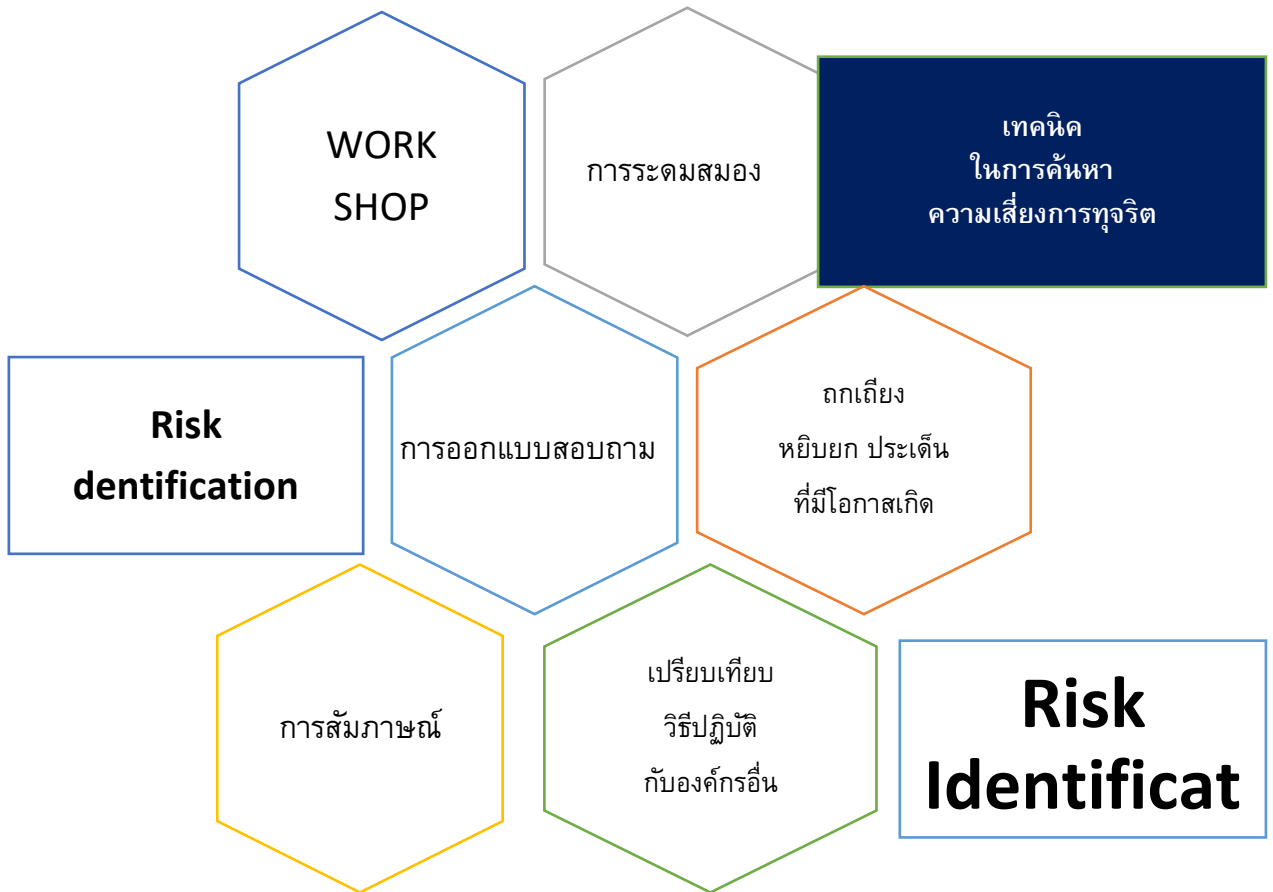 WORK
SHOP
การระดมสมอง
เทคนิค
ในการค้นหา
ความเสี่ยงการทุจริต
Risk
dentification
การออกแบบสอบถาม
ถกเถียง
หยิบยก ประเด็น
ที่มีโอกาสเกิด
การสัมภาษณ์
เปรียบเทียบ
วิธีปฏิบัติ
กับองค์กรอื่น
Risk
Identificat